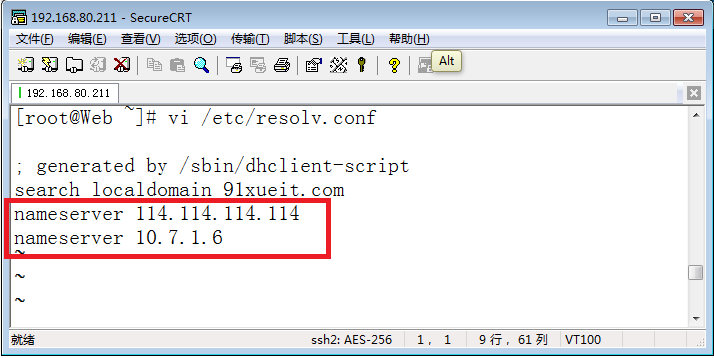 192.168.80.211 - SecureCRT
文件(F) 编辑(E) 查看(V) 选项(O) 传输(T) 脚本(S) 工具(L) 帮助(H)
Alt
192.168.80.211
[root@Web ~]# vi /etc/resolv.conf
; generated by /sbin/dhclient-script
search localdomain 91xueit.com
nameserver 114.114.114.114
nameserver 10.7.1.6
~
~
~
就绪 ssh2: AES-256 1, 1 9 行, 61 列 VT100